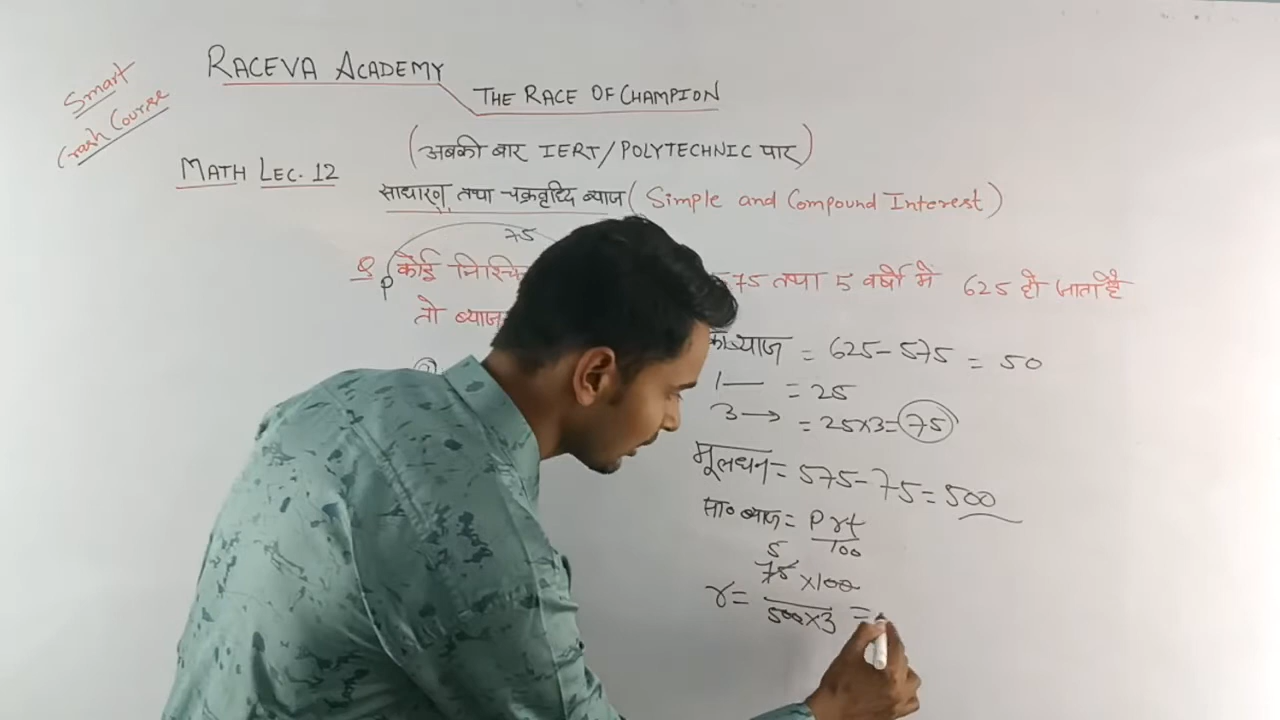 Smart
Crash Course
RACEVA ACADEMY
THE RACE OF CHAMPION
(अबकी बार IERT/POLYTECHNIC पार)
MATH LEC. 12
साधारण तथा चक्रवृद्धि ब्याज (Simple and Compound Interest)
75
Q कोई 75 तथा 5 वर्षो में 625 हो जाता है
P
तो ब्याज
का ब्याज = 625-575 = 50
1— = 25
3→ = 25×3=75
मूलधन = 575-75=500
सा० ब्याज = Prt
100
5
75×100
r= =
500×3